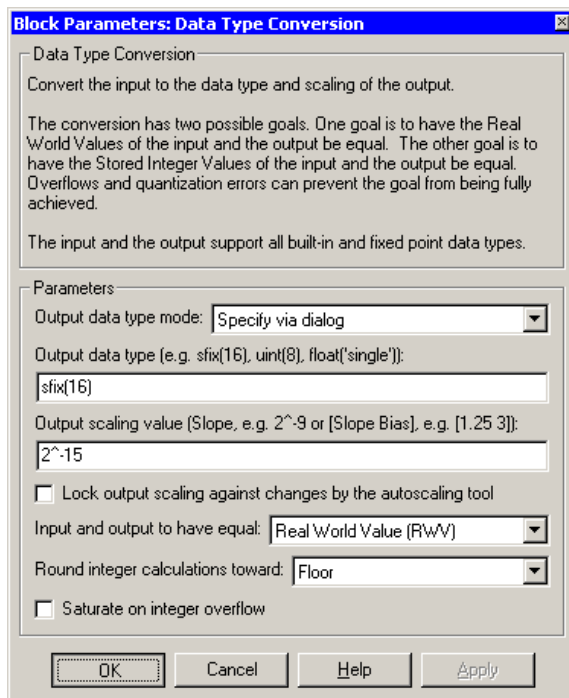 Block Parameters: Data Type Conversion
Data Type Conversion
Convert the input to the data type and scaling of the output.
The conversion has two possible goals. One goal is to have the Real
World Values of the input and the output be equal.  The other goal is to
have the Stored Integer Values of the input and the output be equal.
Overflows and quantization errors can prevent the goal from being fully
achieved.
The input and the output support all built-in and fixed point data types.
Parameters
Output data type mode: Specify via dialog
Output data type (e.g. sfix(16), uint(8), float('single')):
sfix(16)
Output scaling value (Slope, e.g. 2^-9 or [Slope Bias], e.g. [1.25 3]):
2^-15
Lock output scaling against changes by the autoscaling tool
Input and output to have equal: Real World Value (RWV)
Round integer calculations toward: Floor
Saturate on integer overflow
OK Cancel Help Apply